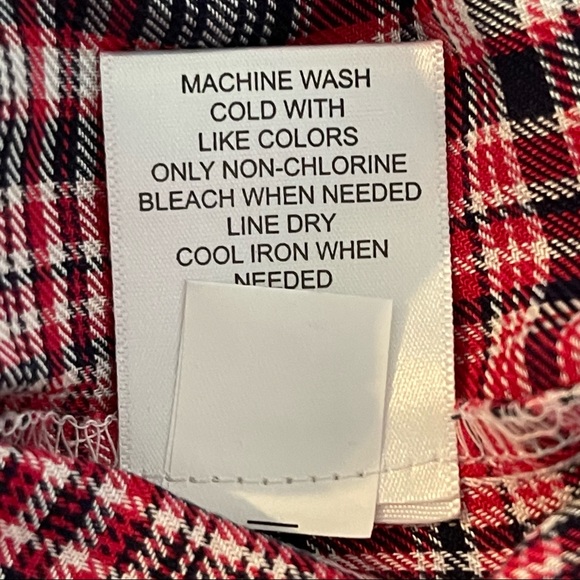 MACHINE WASH
COLD WITH
LIKE COLORS
ONLY NON-CHLORINE
BLEACH WHEN NEEDED
LINE DRY
COOL IRON WHEN
NEEDED